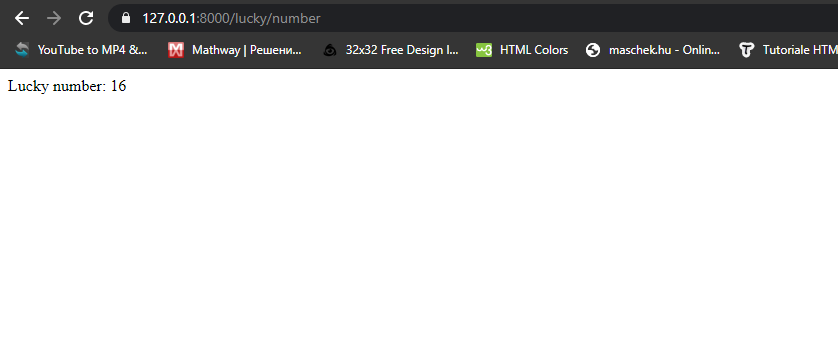 127.0.0.1:8000/lucky/number
YouTube to MP4 &... Mathway | Решени... 32x32 Free Design I... HTML Colors maschek.hu - Onlin... Tutoriale HTM
Lucky number: 16